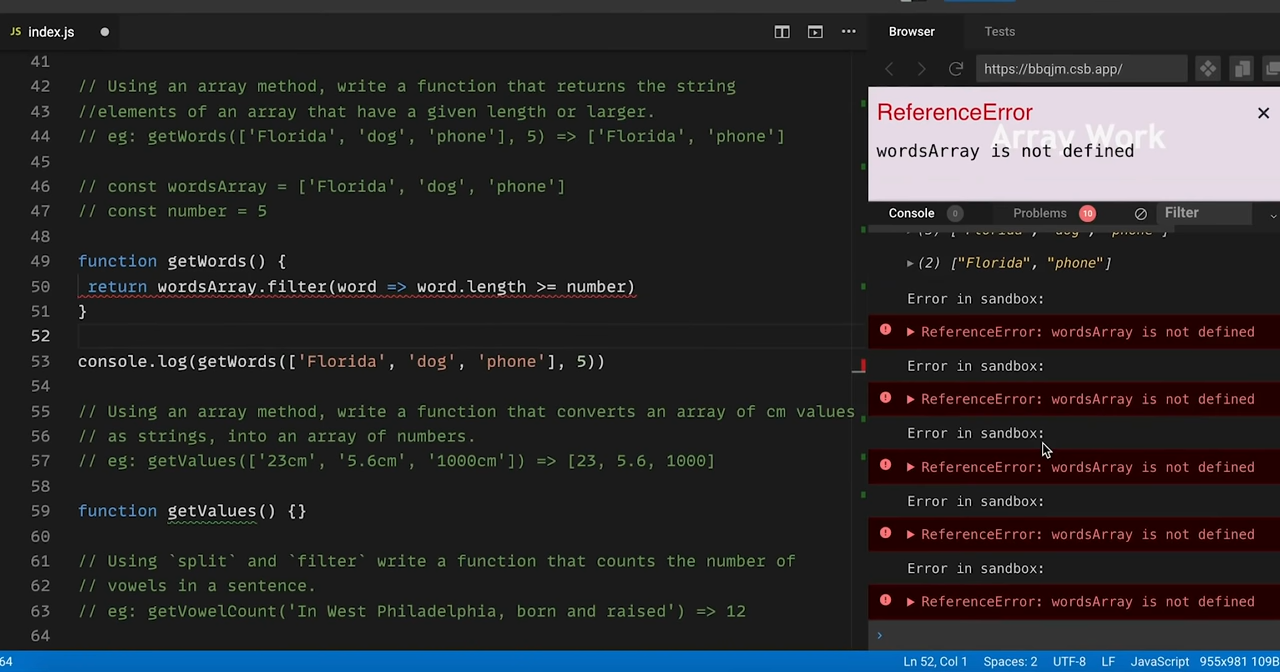 JS index.js
41
42 // Using an array method, write a function that returns the string
43 //elements of an array that have a given length or larger.
44 // eg: getWords(['Florida', 'dog', 'phone'], 5) => ['Florida', 'phone']
45
46 // const wordsArray = ['Florida', 'dog', 'phone']
47 // const number = 5
48
49 function getWords() {
50 return wordsArray.filter(word => word.length >= number)
51 }
52
53 console.log(getWords(['Florida', 'dog', 'phone'], 5))
54
55 // Using an array method, write a function that converts an array of cm values
56 // as strings, into an array of numbers.
57 // eg: getValues(['23cm', '5.6cm', '1000cm']) => [23, 5.6, 1000]
58
59 function getValues() {}
60
61 // Using `split` and `filter` write a function that counts the number of
62 // vowels in a sentence.
63 // eg: getVowelCount('In West Philadelphia, born and raised') => 12
64
Browser Tests
https://bbqjm.csb.app/
ReferenceError
Array Work
wordsArray is not defined
Console 0 Problems 10 Filter
(3) ["Florida", "dog", "phone"]
(2) ["Florida", "phone"]
Error in sandbox:
ReferenceError: wordsArray is not defined
Error in sandbox:
ReferenceError: wordsArray is not defined
Error in sandbox:
ReferenceError: wordsArray is not defined
Error in sandbox:
ReferenceError: wordsArray is not defined
Error in sandbox:
ReferenceError: wordsArray is not defined
64 Ln 52, Col 1 Spaces: 2 UTF-8 LF JavaScript 955x981 109B